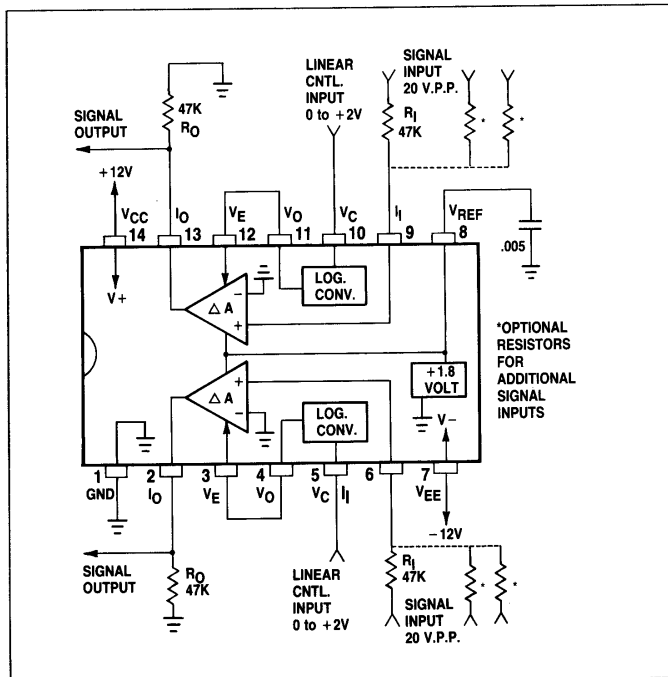 47K
RO
SIGNAL
OUTPUT
+12V
LINEAR
CNTL.
INPUT
0 to +2V
SIGNAL
INPUT
20 V.P.P.
RI
47K
*
*
VCC
IO
VE
VO
VC
II
VREF
.005
14
13
12
11
10
9
8
V+
ΔA
−
+
LOG.
CONV.
*OPTIONAL
RESISTORS
FOR
ADDITIONAL
SIGNAL
INPUTS
ΔA
+
−
LOG.
CONV.
+1.8
VOLT
V−
1
2
3
4
5
6
7
GND
IO
VE
VO
VC
II
VEE
−12V
SIGNAL
OUTPUT
RO
47K
LINEAR
CNTL.
INPUT
0 to +2V
RI
47K
SIGNAL
INPUT
20 V.P.P.
*
*